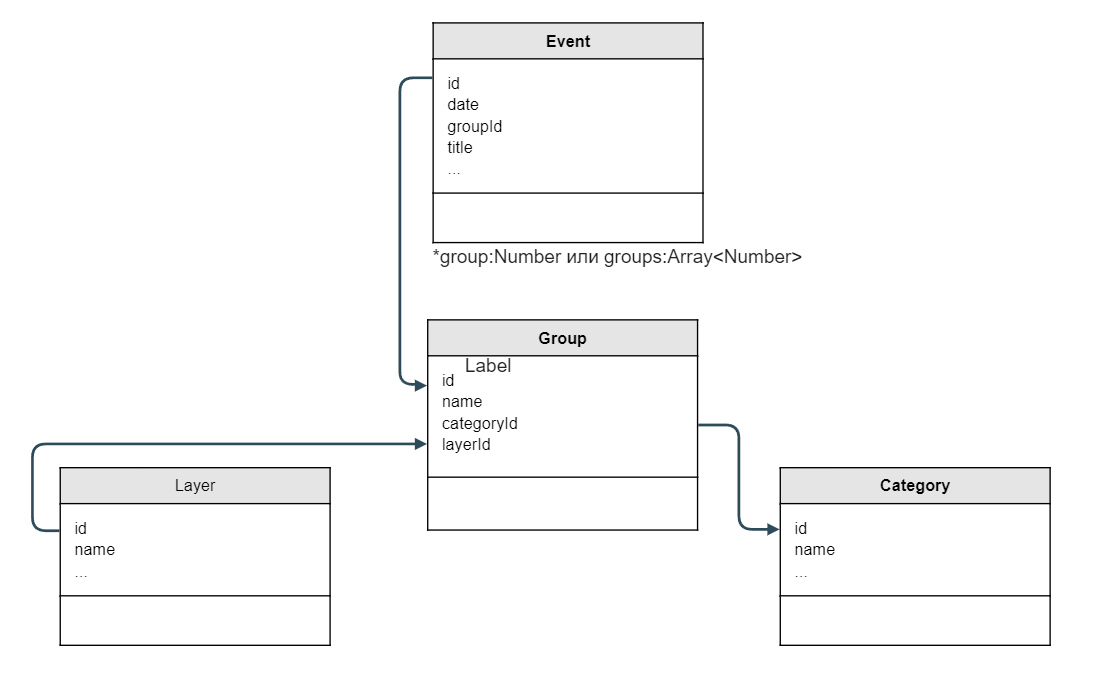 Event
id
date
groupId
title
...
*group:Number или groups:Array<Number>
Group
Label
id
name
categoryId
layerId
Layer
id
name
...
Category
id
name
...